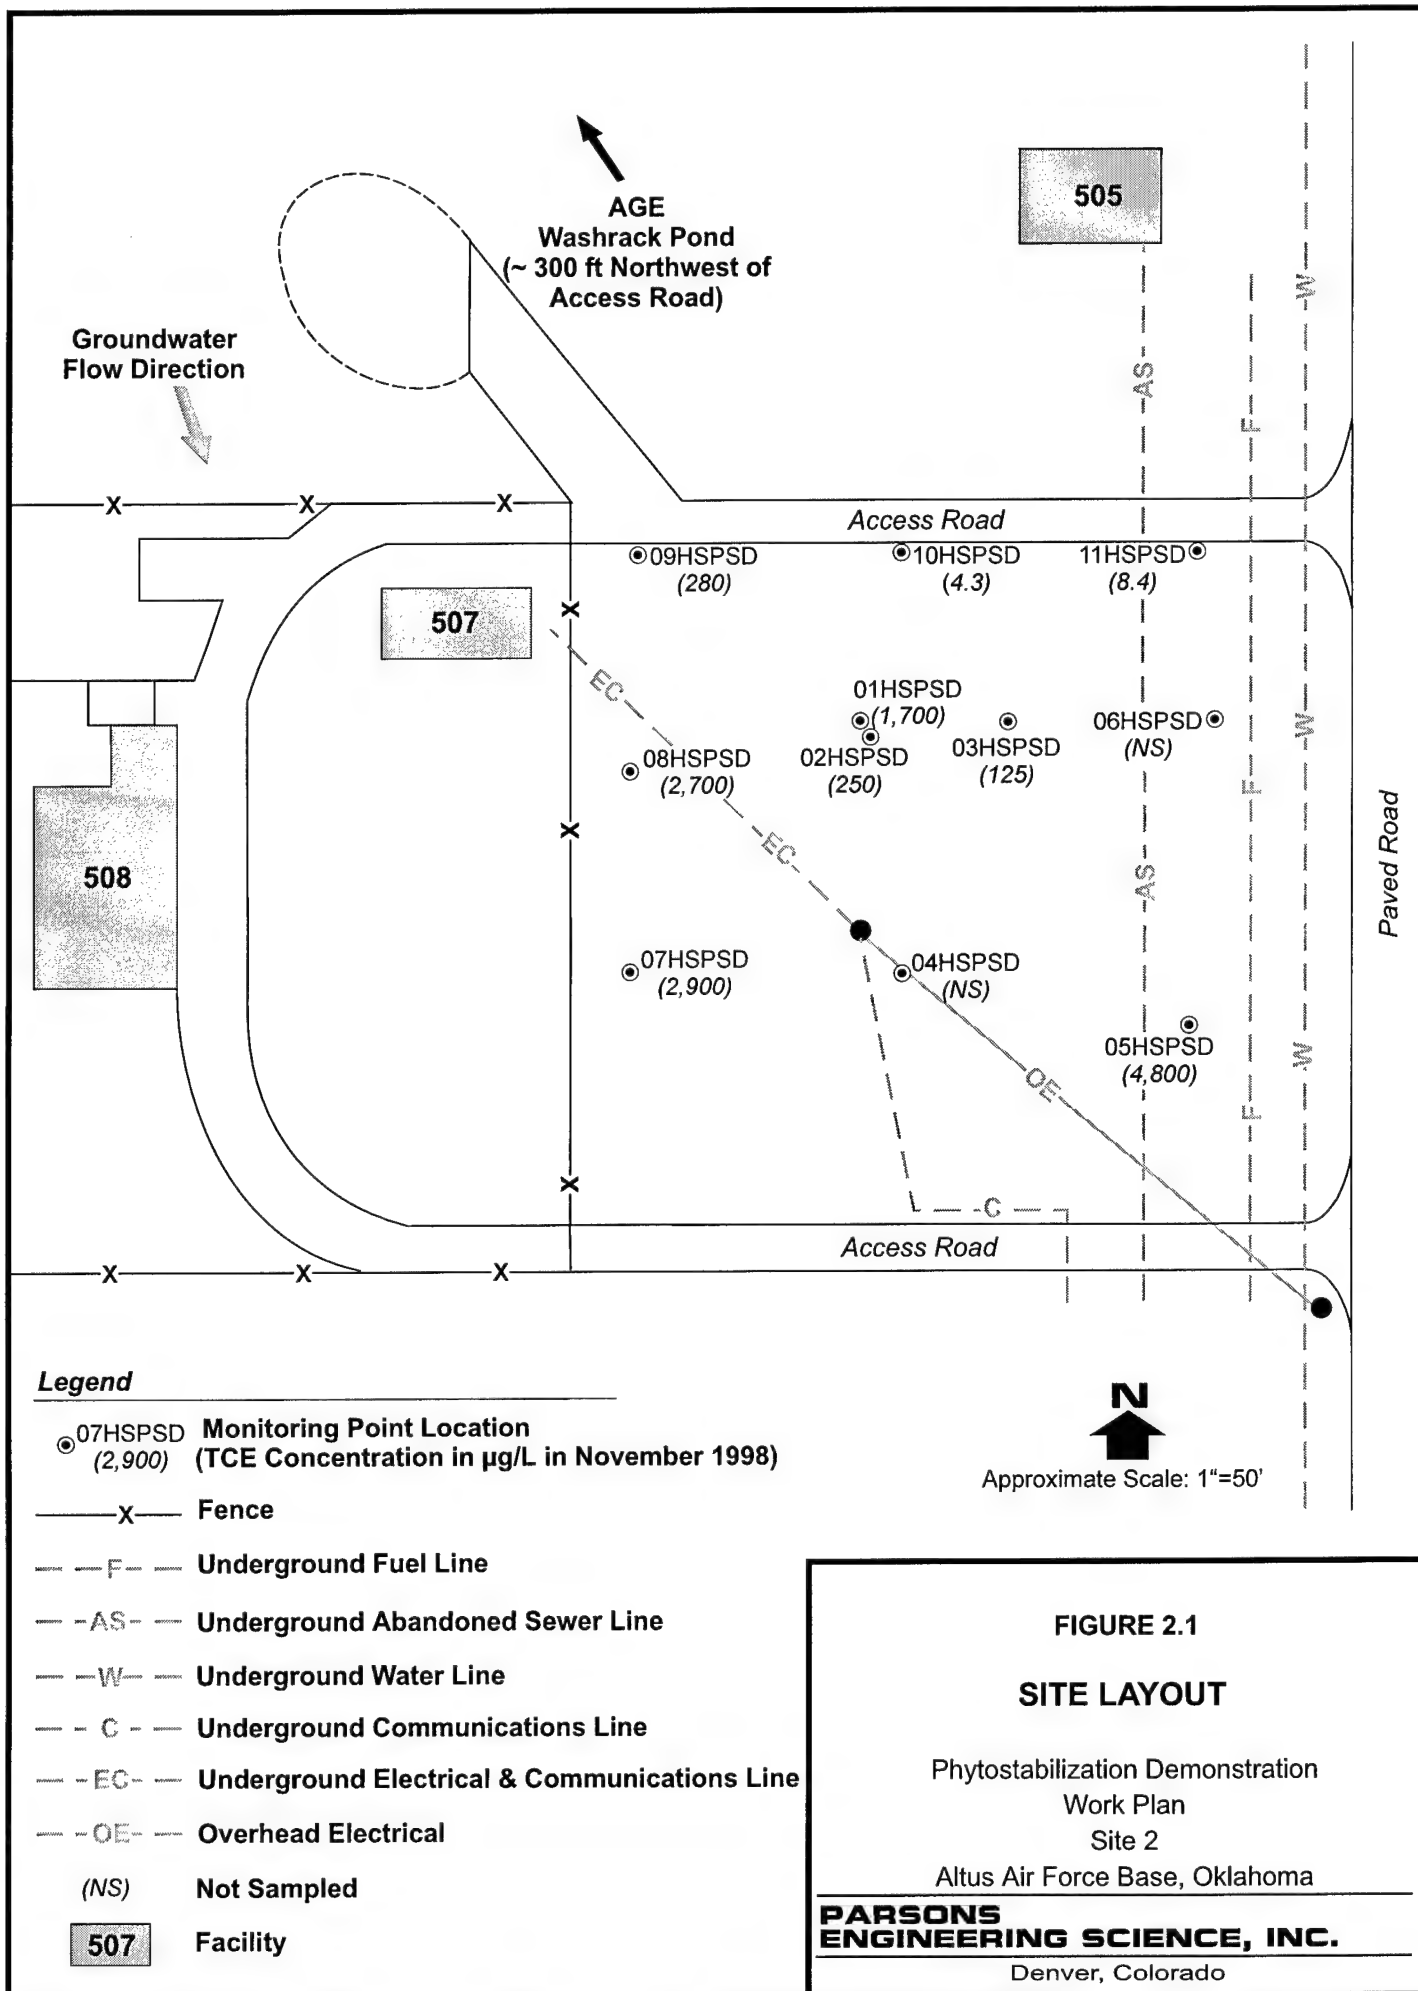 AGE
Washrack Pond
(~ 300 ft Northwest of
Access Road)
505
W
Groundwater
Flow Direction
AS
F
X
X
X
Access Road
09HSPSD
(280)
10HSPSD
(4.3)
11HSPSD
(8.4)
507
X
EC
01HSPSD
(1,700)
02HSPSD
(250)
03HSPSD
(125)
06HSPSD
(NS)
W
08HSPSD
(2,700)
F
X
EC
508
AS
Paved Road
07HSPSD
(2,900)
04HSPSD
(NS)
05HSPSD
(4,800)
W
OE
F
X
C
Access Road
X
X
X
Legend
07HSPSD
(2,900)
Monitoring Point Location
(TCE Concentration in µg/L in November 1998)
X Fence
F Underground Fuel Line
AS Underground Abandoned Sewer Line
W Underground Water Line
C Underground Communications Line
EC Underground Electrical & Communications Line
OE Overhead Electrical
(NS) Not Sampled
507 Facility
N
Approximate Scale: 1"=50'
FIGURE 2.1
SITE LAYOUT
Phytostabilization Demonstration
Work Plan
Site 2
Altus Air Force Base, Oklahoma
PARSONS
ENGINEERING SCIENCE, INC.
Denver, Colorado